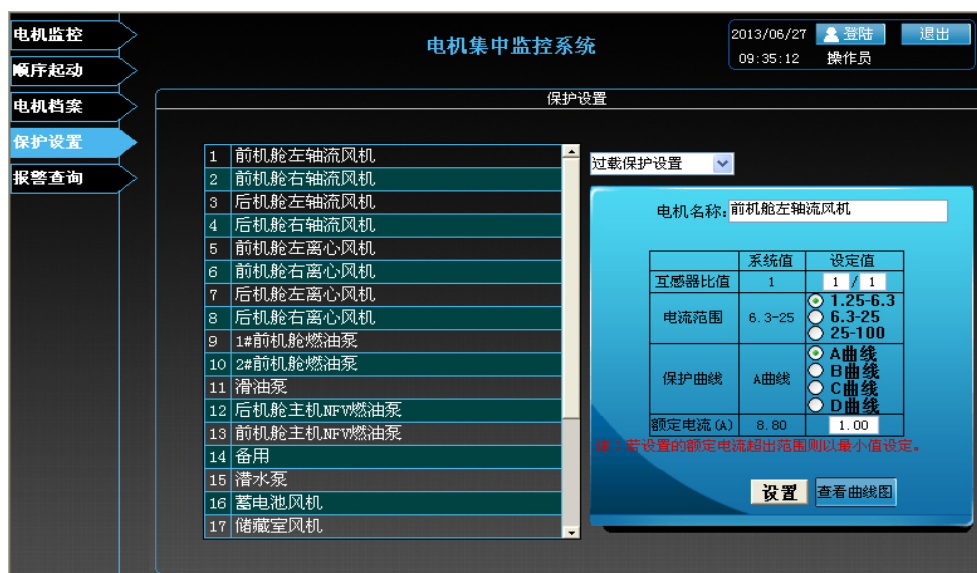 电机监控
顺序起动
电机档案
保护设置
报警查询
电机集中监控系统
2013/06/27 登陆 退出
09:35:12 操作员
保护设置
1 前机舱左轴流风机
2 前机舱右轴流风机
3 后机舱左轴流风机
4 后机舱右轴流风机
5 前机舱左离心风机
6 前机舱右离心风机
7 后机舱左离心风机
8 后机舱右离心风机
9 1#前机舱燃油泵
10 2#前机舱燃油泵
11 滑油泵
12 后机舱主机NFV燃油泵
13 前机舱主机NFV燃油泵
14 备用
15 潜水泵
16 蓄电池风机
17 储藏室风机
过载保护设置
电机名称: 前机舱左轴流风机
系统值 设定值
互感器比值 1 1 / 1
电流范围 6.3-25
1.25-6.3
6.3-25
25-100
保护曲线 A曲线
A曲线
B曲线
C曲线
D曲线
额定电流(A) 8.80 1.00
注:若设置的额定电流超出范围则以最小值设定。
设置 查看曲线图